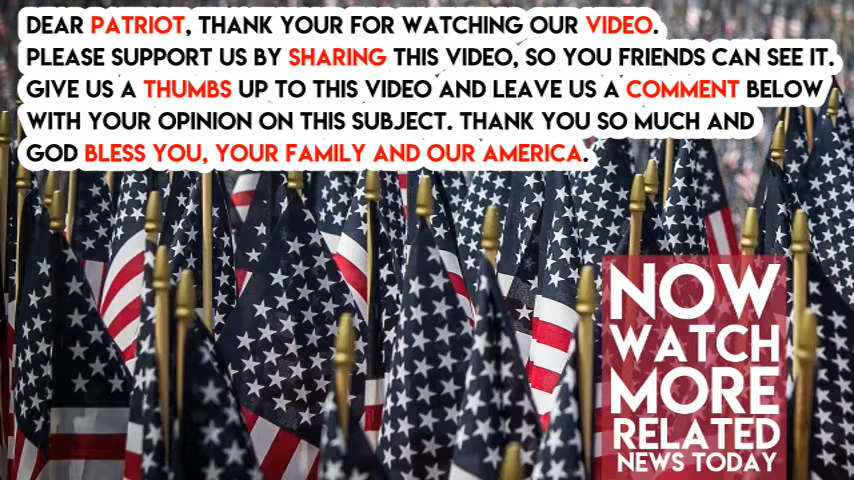 DEAR PATRIOT, THANK YOUR FOR WATCHING OUR VIDEO.
PLEASE SUPPORT US BY SHARING THIS VIDEO, SO YOU FRIENDS CAN SEE IT.
GIVE US A THUMBS UP TO THIS VIDEO AND LEAVE US A COMMENT BELOW
WITH YOUR OPINION ON THIS SUBJECT. THANK YOU SO MUCH AND
GOD BLESS YOU, YOUR FAMILY AND OUR AMERICA.
NOW
WATCH
MORE
RELATED
NEWS TODAY